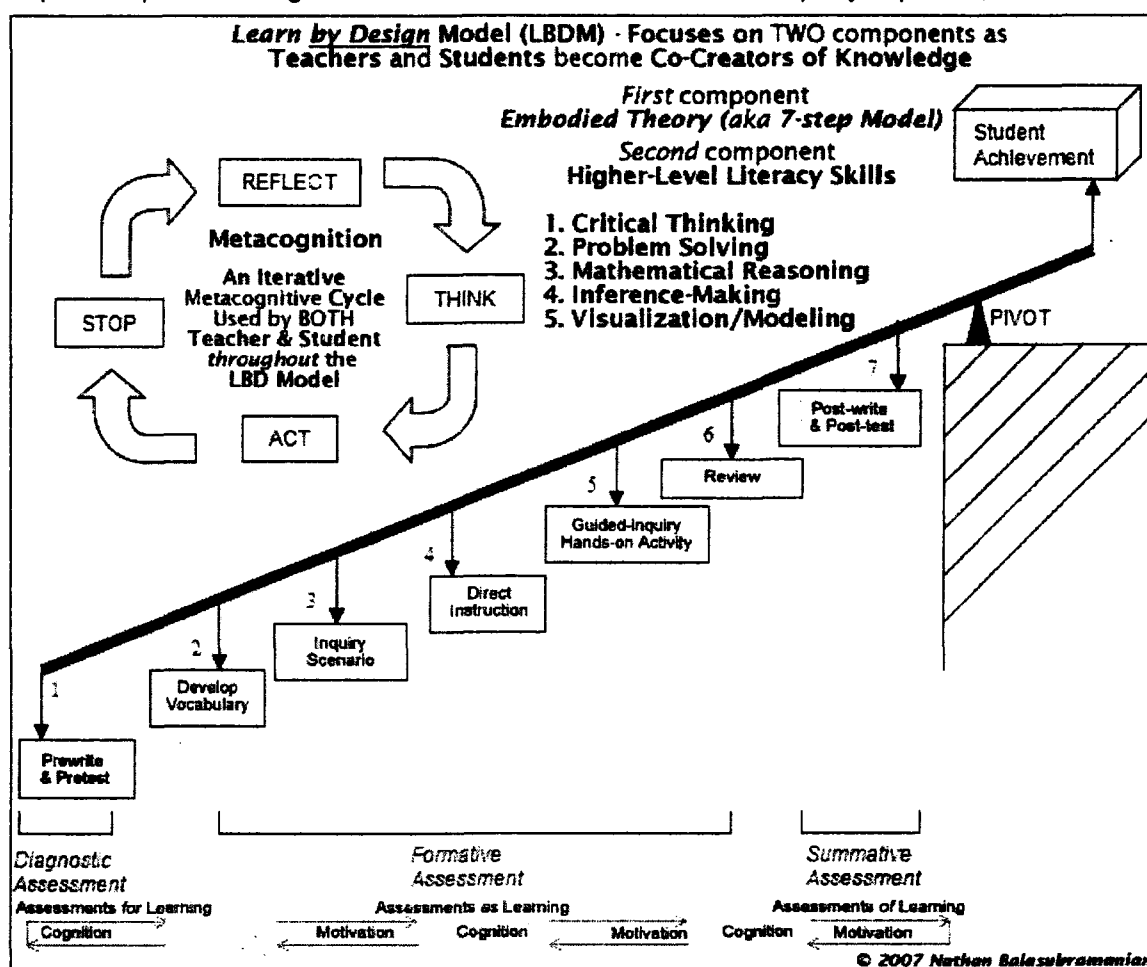 Learn by Design Model (LBDM) - Focuses on TWO components as
Teachers and Students become Co-Creators of Knowledge
First component
Embodied Theory (aka 7-step Model)
Second component
Higher-Level Literacy Skills
1. Critical Thinking
2. Problem Solving
3. Mathematical Reasoning
4. Inference-Making
5. Visualization/Modeling
Student
Achievement
REFLECT
Metacognition
An Iterative
Metacognitive Cycle
Used by BOTH
Teacher & Student
throughout the
LBD Model
THINK
STOP
ACT
PIVOT
7
Post-write
& Post-test
6
Review
5
Guided-Inquiry
Hands-on Activity
4
Direct
Instruction
3
Inquiry
Scenario
2
Develop
Vocabulary
1
Prewrite
& Pretest
Diagnostic
Assessment
Formative
Assessment
Summative
Assessment
Assessments for Learning
Assessments as Learning
Assessments of Learning
Cognition
Motivation
Cognition
Motivation
Cognition
Motivation
© 2007 Nathan Balasubramanian